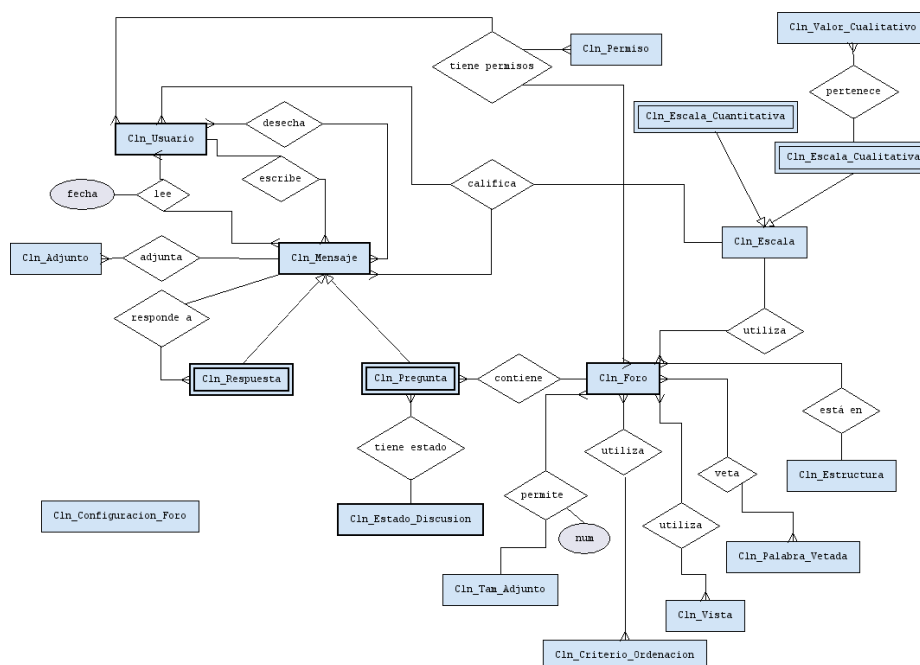 Cln_Valor_Cualitativo
Cln_Permiso
tiene permisos
pertenece
Cln_Escala_Cuantitativa
desecha
Cln_Usuario
Cln_Escala_Cualitativa
escribe
califica
fecha
lee
Cln_Escala
Cln_Adjunto
adjunta
Cln_Mensaje
responde a
utiliza
Cln_Respuesta
Cln_Pregunta
contiene
Cln_Foro
está en
tiene estado
utiliza
veta
Cln_Estructura
permite
Cln_Configuracion_Foro
Cln_Estado_Discusion
utiliza
num
Cln_Palabra_Vetada
Cln_Tam_Adjunto
Cln_Vista
Cln_Criterio_Ordenacion